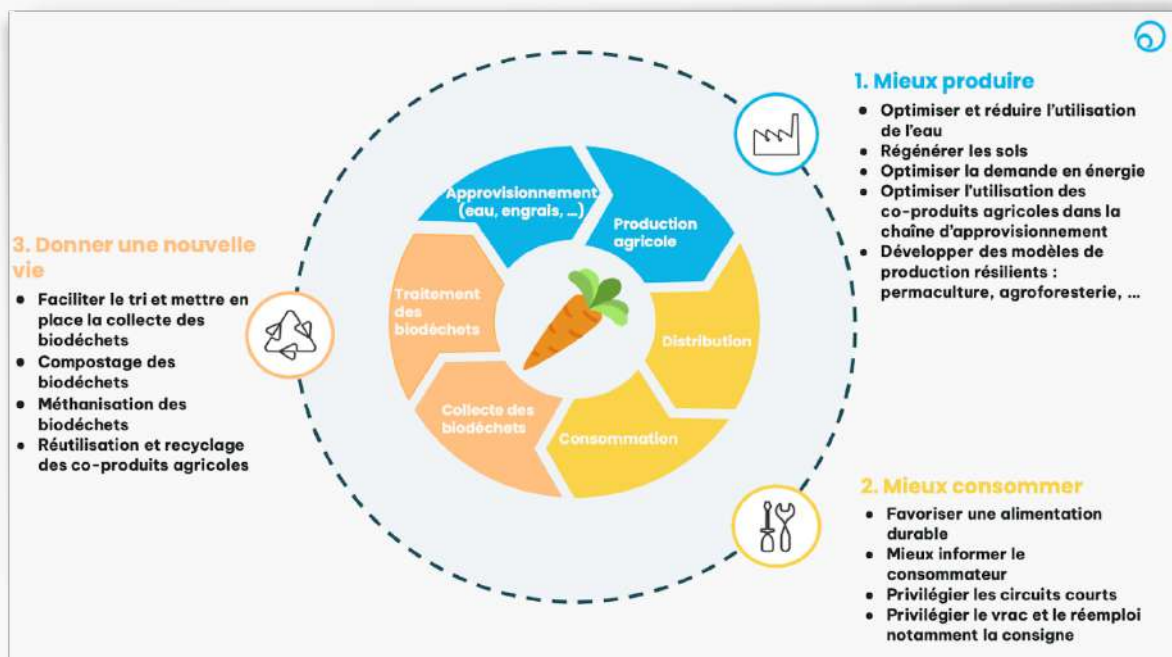 1. Mieux produire
● Optimiser et réduire l'utilisation
de l'eau
● Régénérer les sols
● Optimiser la demande en énergie
● Optimiser l'utilisation des
co-produits agricoles dans la
chaîne d'approvisionnement
● Développer des modèles de
production résilients :
permaculture, agroforesterie, ...
Approvisionnement
(eau, engrais, ...)
Production
agricole
Distribution
Consommation
Collecte des
biodéchets
Traitement
des
biodéchets
2. Mieux consommer
● Favoriser une alimentation
durable
● Mieux informer le
consommateur
● Privilégier les circuits courts
● Privilégier le vrac et le réemploi
notamment la consigne
3. Donner une nouvelle
vie
● Faciliter le tri et mettre en
place la collecte des
biodéchets
● Compostage des
biodéchets
● Méthanisation des
biodéchets
● Réutilisation et recyclage
des co-produits agricoles